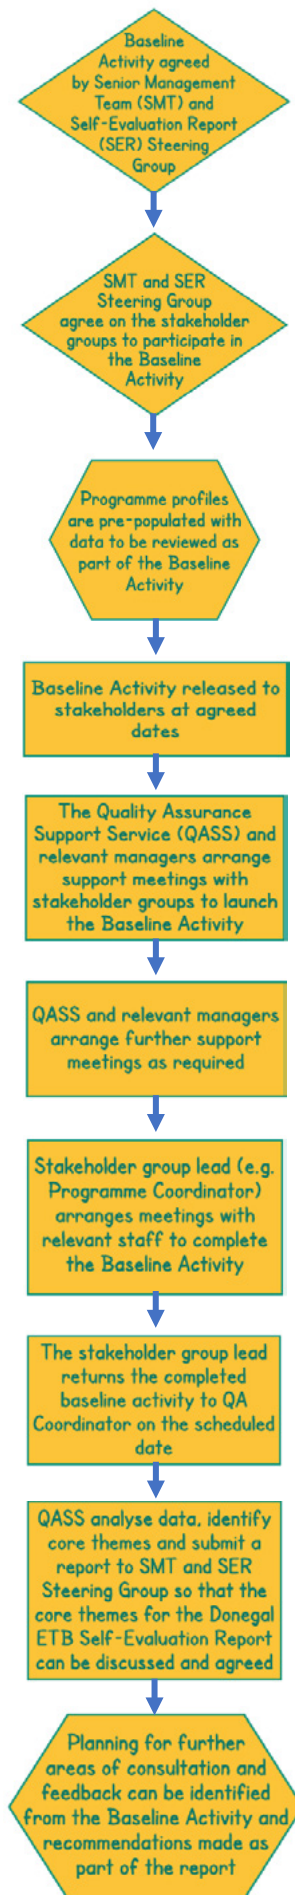 Baseline
Activity agreed
by Senior Management
Team (SMT) and
Self-Evaluation Report
(SER) Steering
Group
SMT and SER
Steering Group
agree on the stakeholder
groups to participate in
the Baseline
Activity
Programme profiles
are pre-populated with
data to be reviewed as
part of the Baseline
Activity
Baseline Activity released to
stakeholders at agreed
dates
The Quality Assurance
Support Service (QASS) and
relevant managers arrange
support meetings with
stakeholder groups to launch
the Baseline Activity
QASS and relevant managers
arrange further support
meetings as required
Stakeholder group lead (e.g.
Programme Coordinator)
arranges meetings with
relevant staff to complete
the Baseline Activity
The stakeholder group lead
returns the completed
baseline activity to QA
Coordinator on the scheduled
date
QASS analyse data, identify
core themes and submit a
report to SMT and SER
Steering Group so that the
core themes for the Donegal
ETB Self-Evaluation Report
can be discussed and agreed
Planning for further
areas of consultation and
feedback can be identified
from the Baseline Activity and
recommendations made as
part of the report